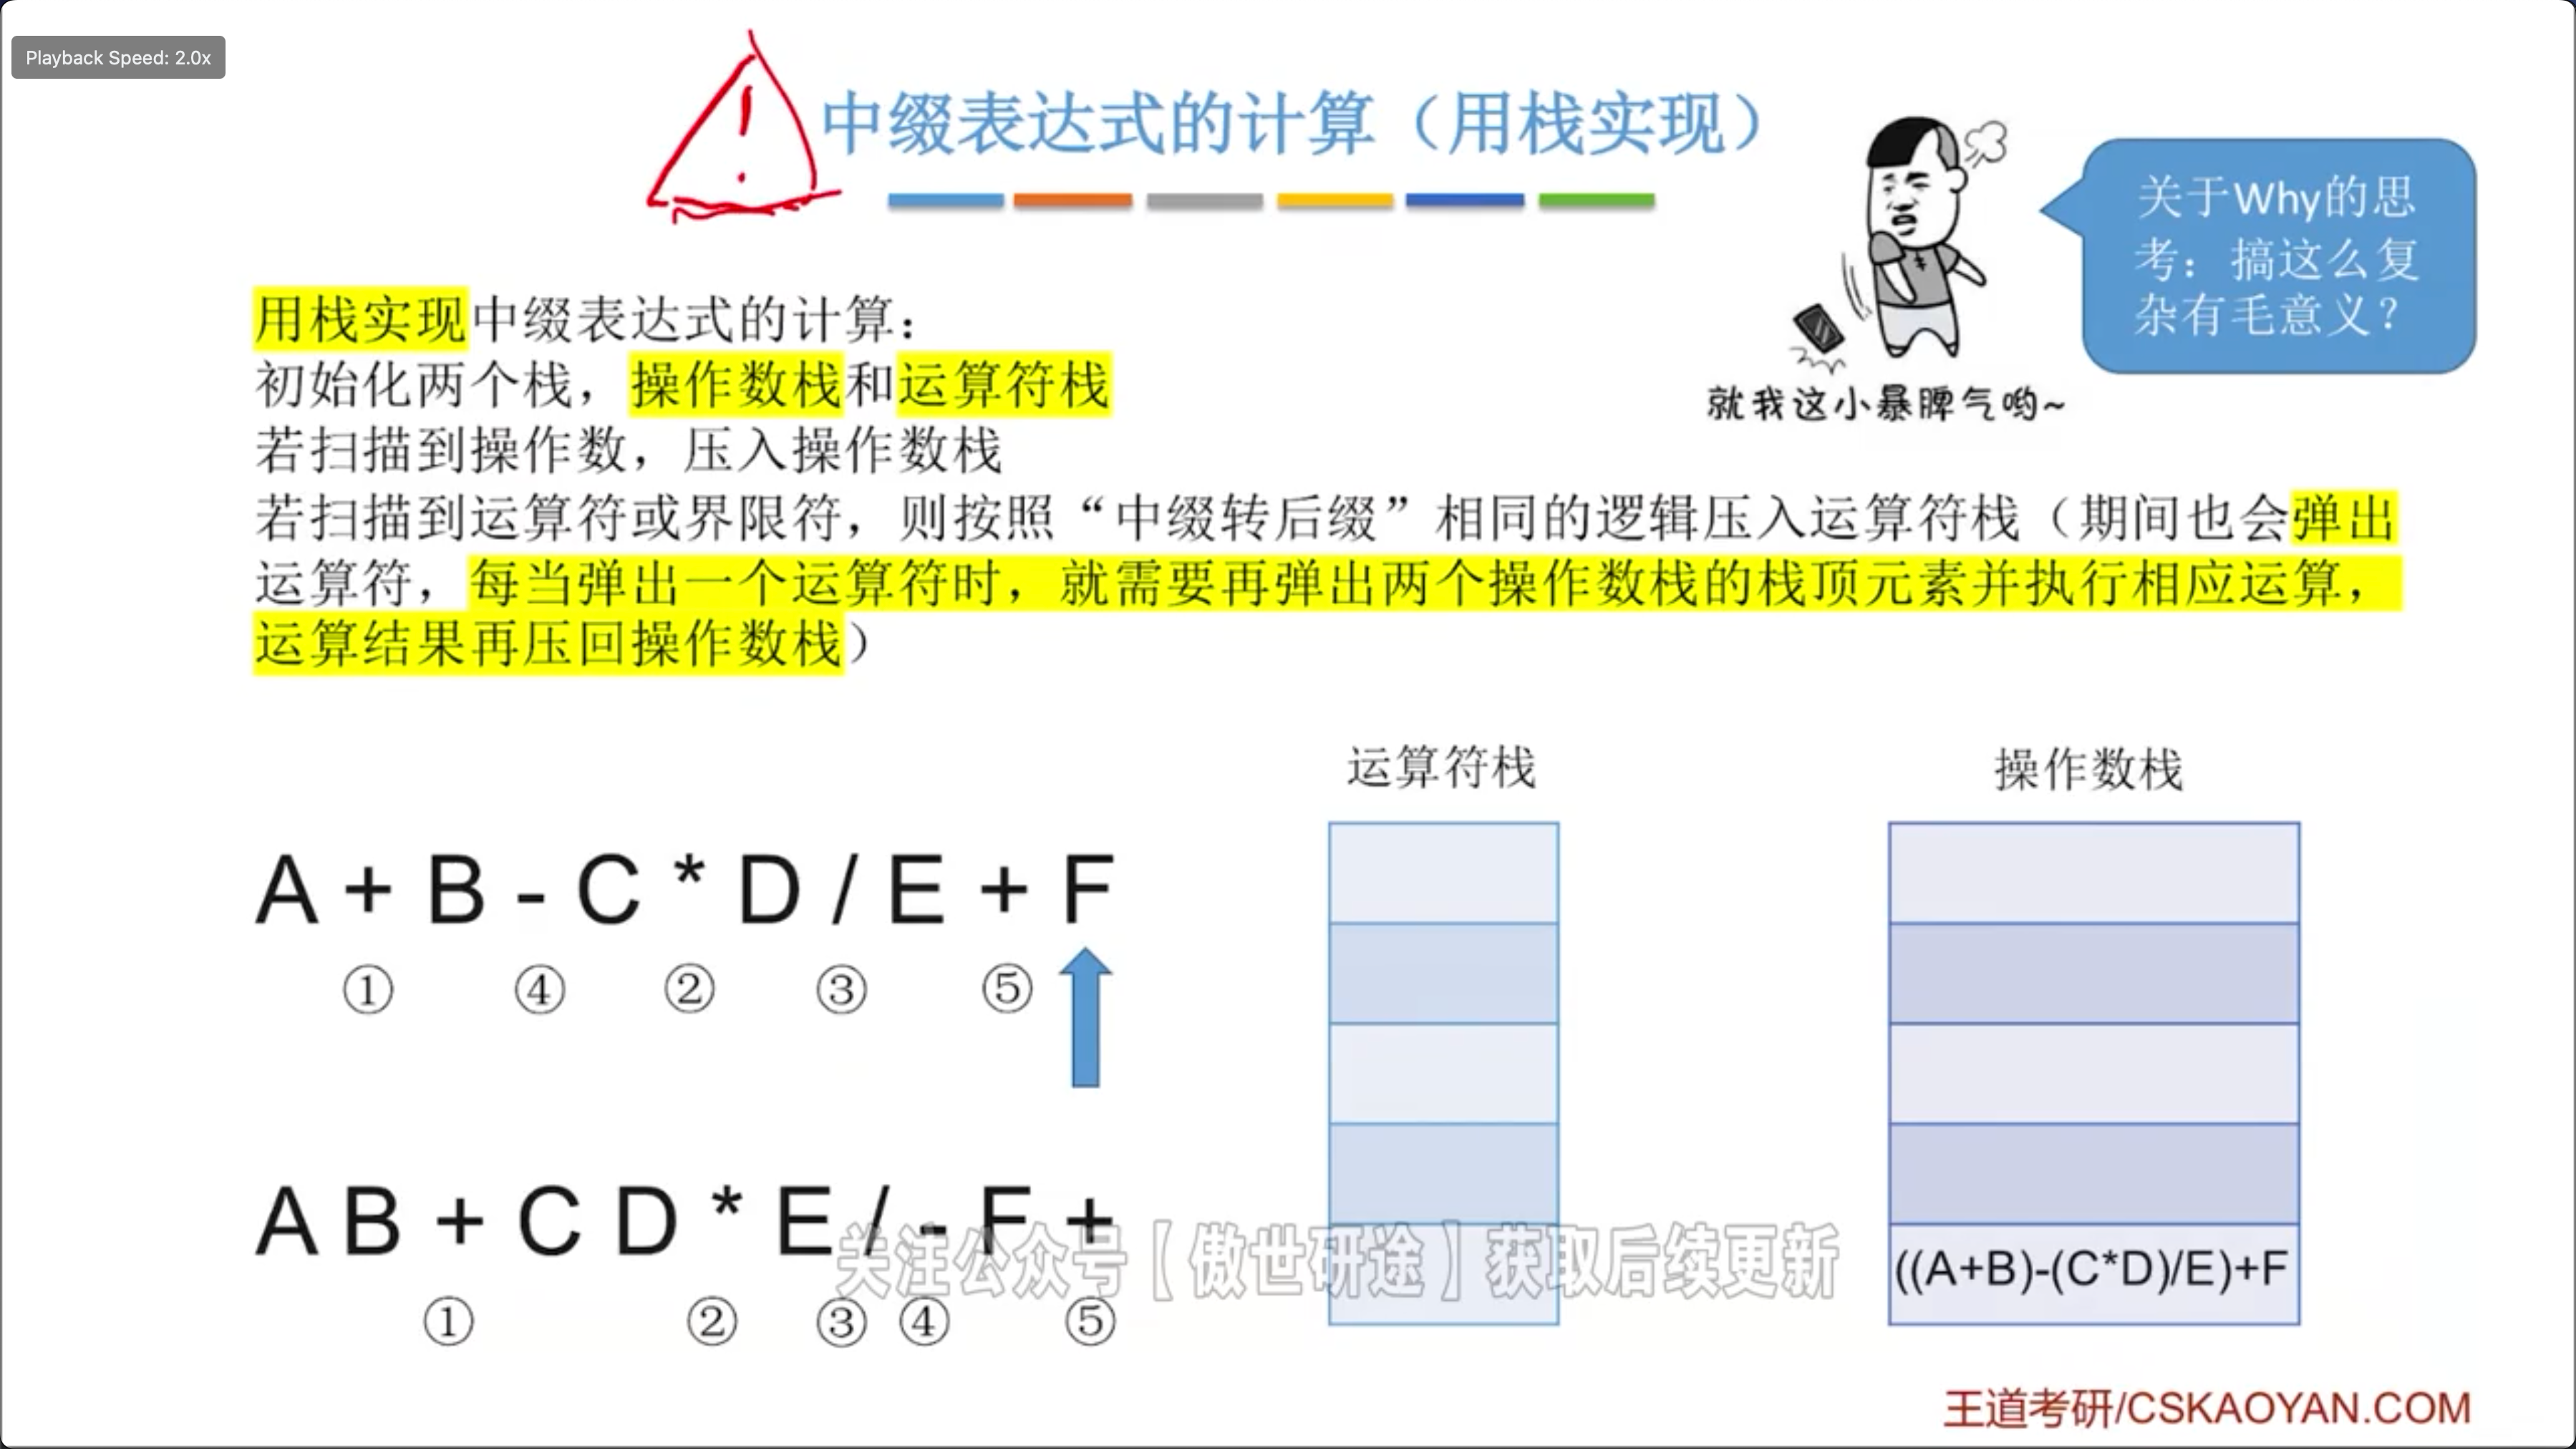 Playback Speed: 2.0x
!
中缀表达式的计算（用栈实现）
关于Why的思
考：搞这么复
杂有毛意义？
就我这小暴脾气哟~
用栈实现中缀表达式的计算：
初始化两个栈，操作数栈和运算符栈
若扫描到操作数，压入操作数栈
若扫描到运算符或界限符，则按照“中缀转后缀”相同的逻辑压入运算符栈（期间也会弹出
运算符，每当弹出一个运算符时，就需要再弹出两个操作数栈的栈顶元素并执行相应运算，
运算结果再压回操作数栈）
运算符栈
操作数栈
A + B - C * D / E + F
① ④ ② ③ ⑤
A B + C D * E / - F +
① ② ③ ④ ⑤
关注公众号【傲世研途】获取后续更新
((A+B)-(C*D)/E)+F
王道考研/CSKAOYAN.COM